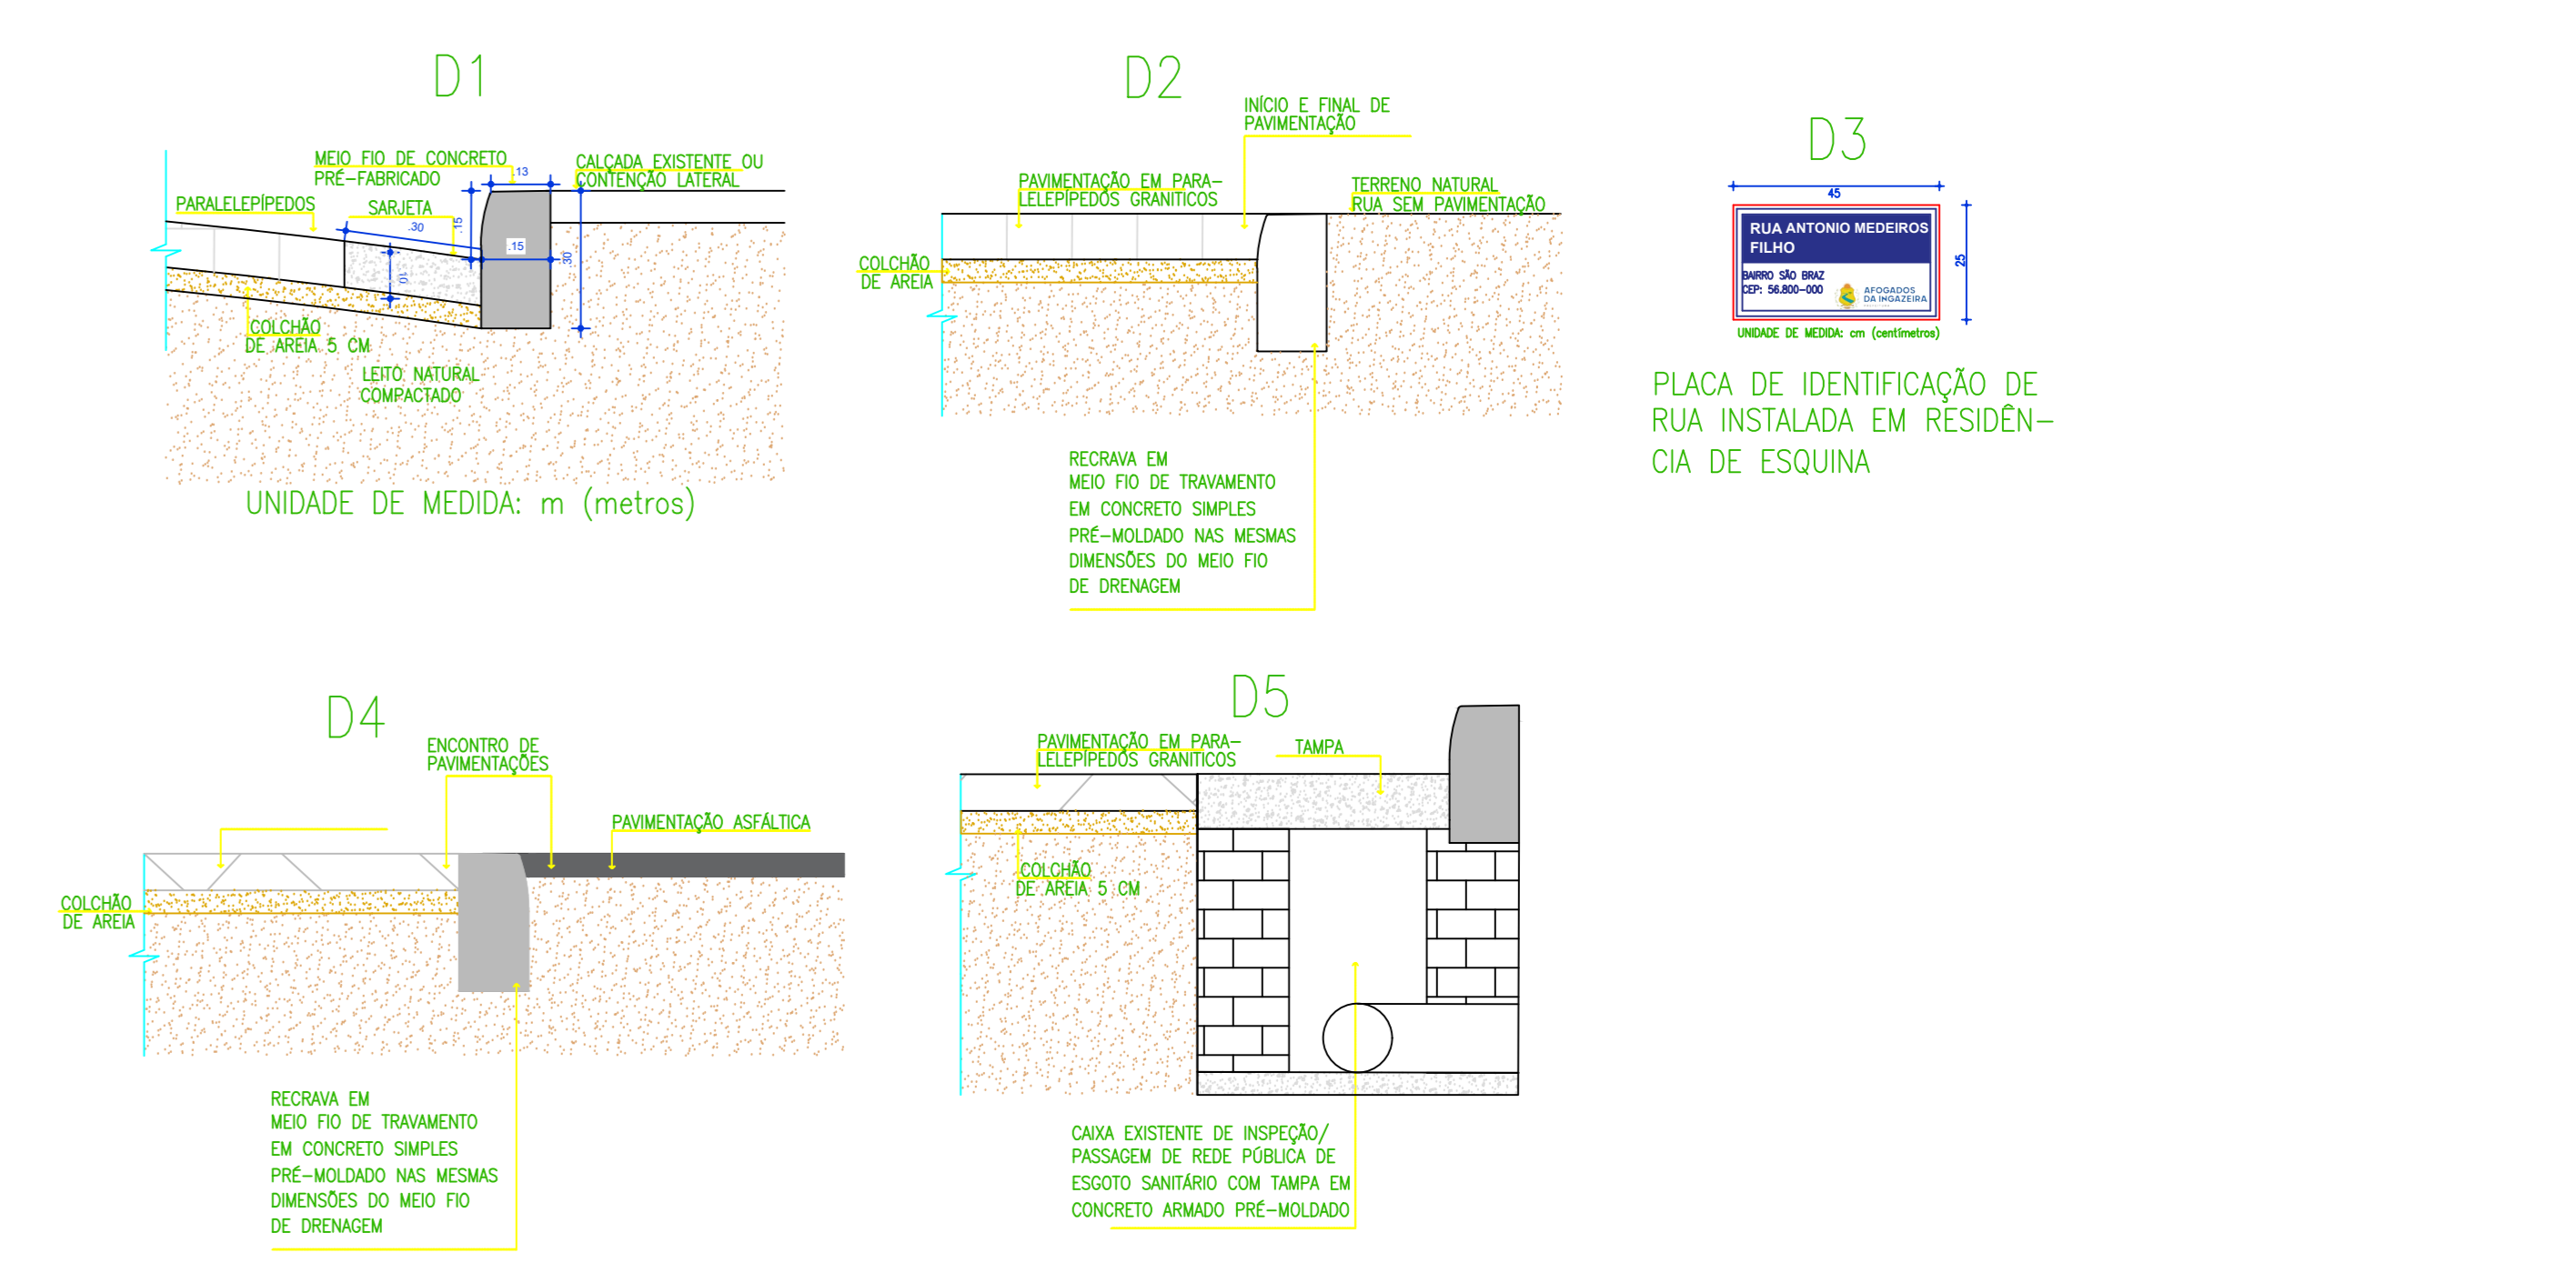 D1
MEIO FIO DE CONCRETO
PRÉ-FABRICADO
.13
CALÇADA EXISTENTE OU
CONTENÇÃO LATERAL
PARALELEPÍPEDOS
SARJETA
.30
.15
.15
.30
.10
COLCHÃO
DE AREIA 5 CM
LEITO NATURAL
COMPACTADO
UNIDADE DE MEDIDA: m (metros)
D2
INÍCIO E FINAL DE
PAVIMENTAÇÃO
PAVIMENTAÇÃO EM PARA-
LELEPÍPEDOS GRANITICOS
TERRENO NATURAL
RUA SEM PAVIMENTAÇÃO
COLCHÃO
DE AREIA
RECRAVA EM
MEIO FIO DE TRAVAMENTO
EM CONCRETO SIMPLES
PRÉ-MOLDADO NAS MESMAS
DIMENSÕES DO MEIO FIO
DE DRENAGEM
D3
45
25
RUA ANTONIO MEDEIROS
FILHO
BAIRRO SÃO BRAZ
CEP: 56.800-000
AFOGADOS
DA INGAZEIRA
UNIDADE DE MEDIDA: cm (centímetros)
PLACA DE IDENTIFICAÇÃO DE
RUA INSTALADA EM RESIDÊN-
CIA DE ESQUINA
D4
ENCONTRO DE
PAVIMENTAÇÕES
PAVIMENTAÇÃO ASFÁLTICA
COLCHÃO
DE AREIA
RECRAVA EM
MEIO FIO DE TRAVAMENTO
EM CONCRETO SIMPLES
PRÉ-MOLDADO NAS MESMAS
DIMENSÕES DO MEIO FIO
DE DRENAGEM
D5
PAVIMENTAÇÃO EM PARA-
LELEPÍPEDOS GRANITICOS
TAMPA
COLCHÃO
DE AREIA 5 CM
CAIXA EXISTENTE DE INSPEÇÃO/
PASSAGEM DE REDE PÚBLICA DE
ESGOTO SANITÁRIO COM TAMPA EM
CONCRETO ARMADO PRÉ-MOLDADO